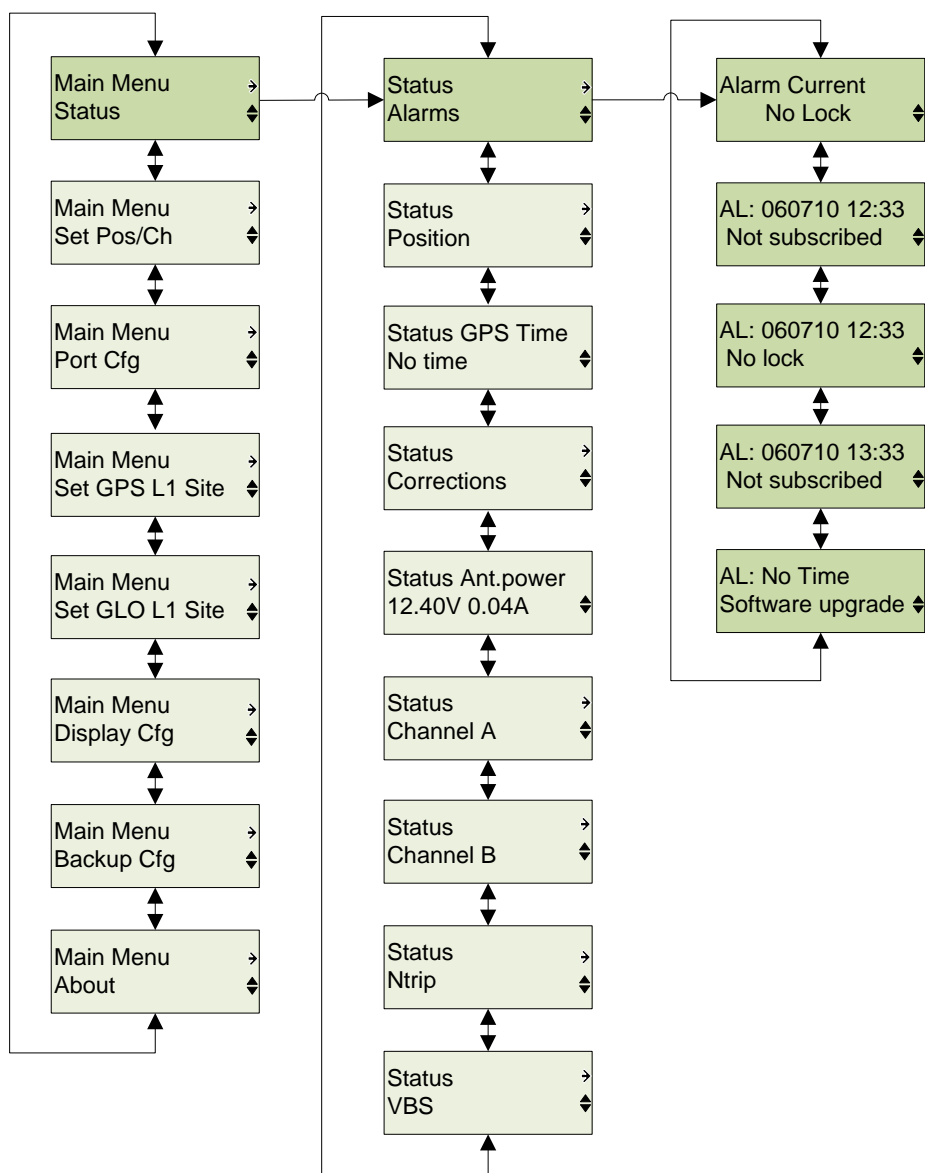 Main Menu
Status
Main Menu
Set Pos/Ch
Main Menu
Port Cfg
Main Menu
Set GPS L1 Site
Main Menu
Set GLO L1 Site
Main Menu
Display Cfg
Main Menu
Backup Cfg
Main Menu
About
Status
Alarms
Status
Position
Status GPS Time
No time
Status
Corrections
Status Ant.power
12.40V 0.04A
Status
Channel A
Status
Channel B
Status
Ntrip
Status
VBS
Alarm Current
No Lock
AL: 060710 12:33
Not subscribed
AL: 060710 12:33
No lock
AL: 060710 13:33
Not subscribed
AL: No Time
Software upgrade